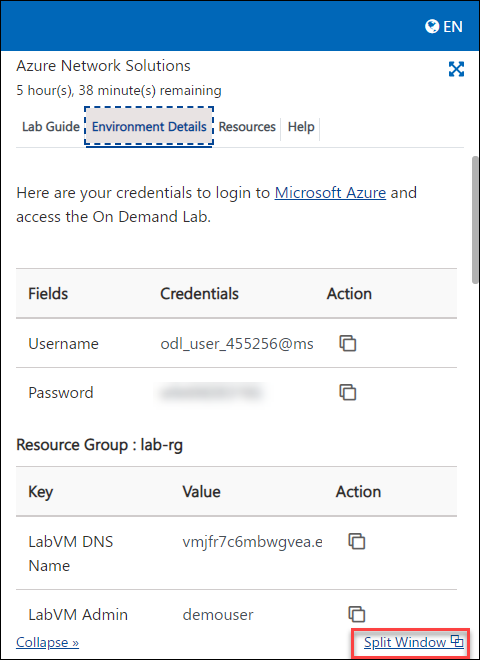 EN
Azure Network Solutions
5 hour(s), 38 minute(s) remaining
Lab Guide Environment Details Resources Help
Here are your credentials to login to Microsoft Azure and
access the On Demand Lab.
Fields Credentials Action
Username odl_user_455256@ms
Password
Resource Group : lab-rg
Key Value Action
LabVM DNS Name vmjfr7c6mbwgvea.e
LabVM Admin demouser
Collapse » Split Window